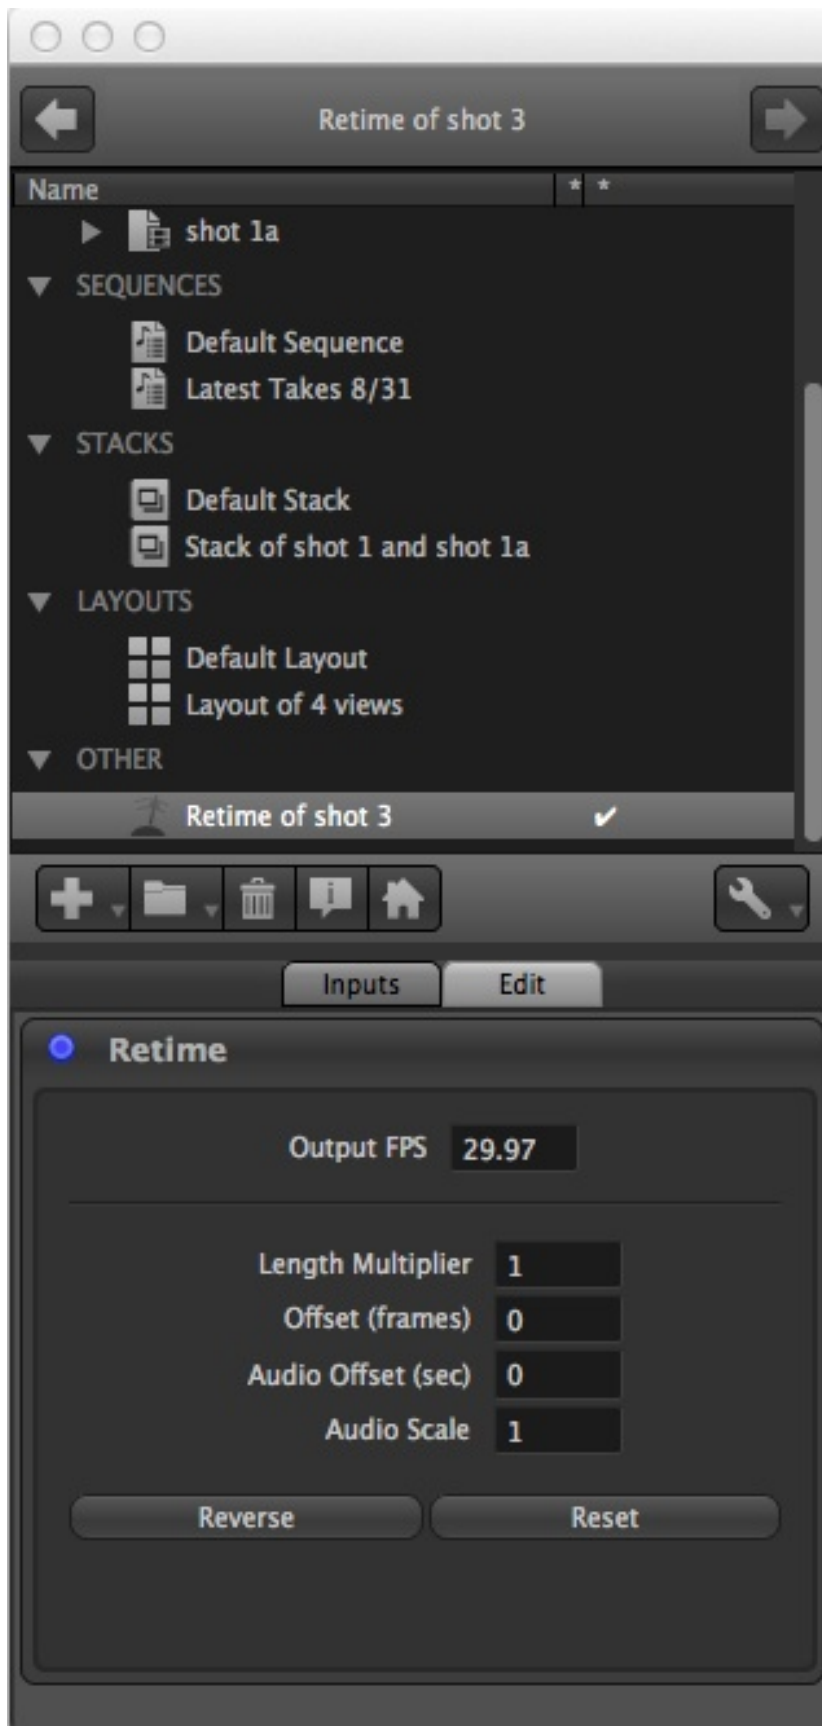 Retime of shot 3
Name * *
shot 1a
SEQUENCES
Default Sequence
Latest Takes 8/31
STACKS
Default Stack
Stack of shot 1 and shot 1a
LAYOUTS
Default Layout
Layout of 4 views
OTHER
Retime of shot 3
Inputs Edit
Retime
Output FPS 29.97
Length Multiplier 1
Offset (frames) 0
Audio Offset (sec) 0
Audio Scale 1
Reverse Reset